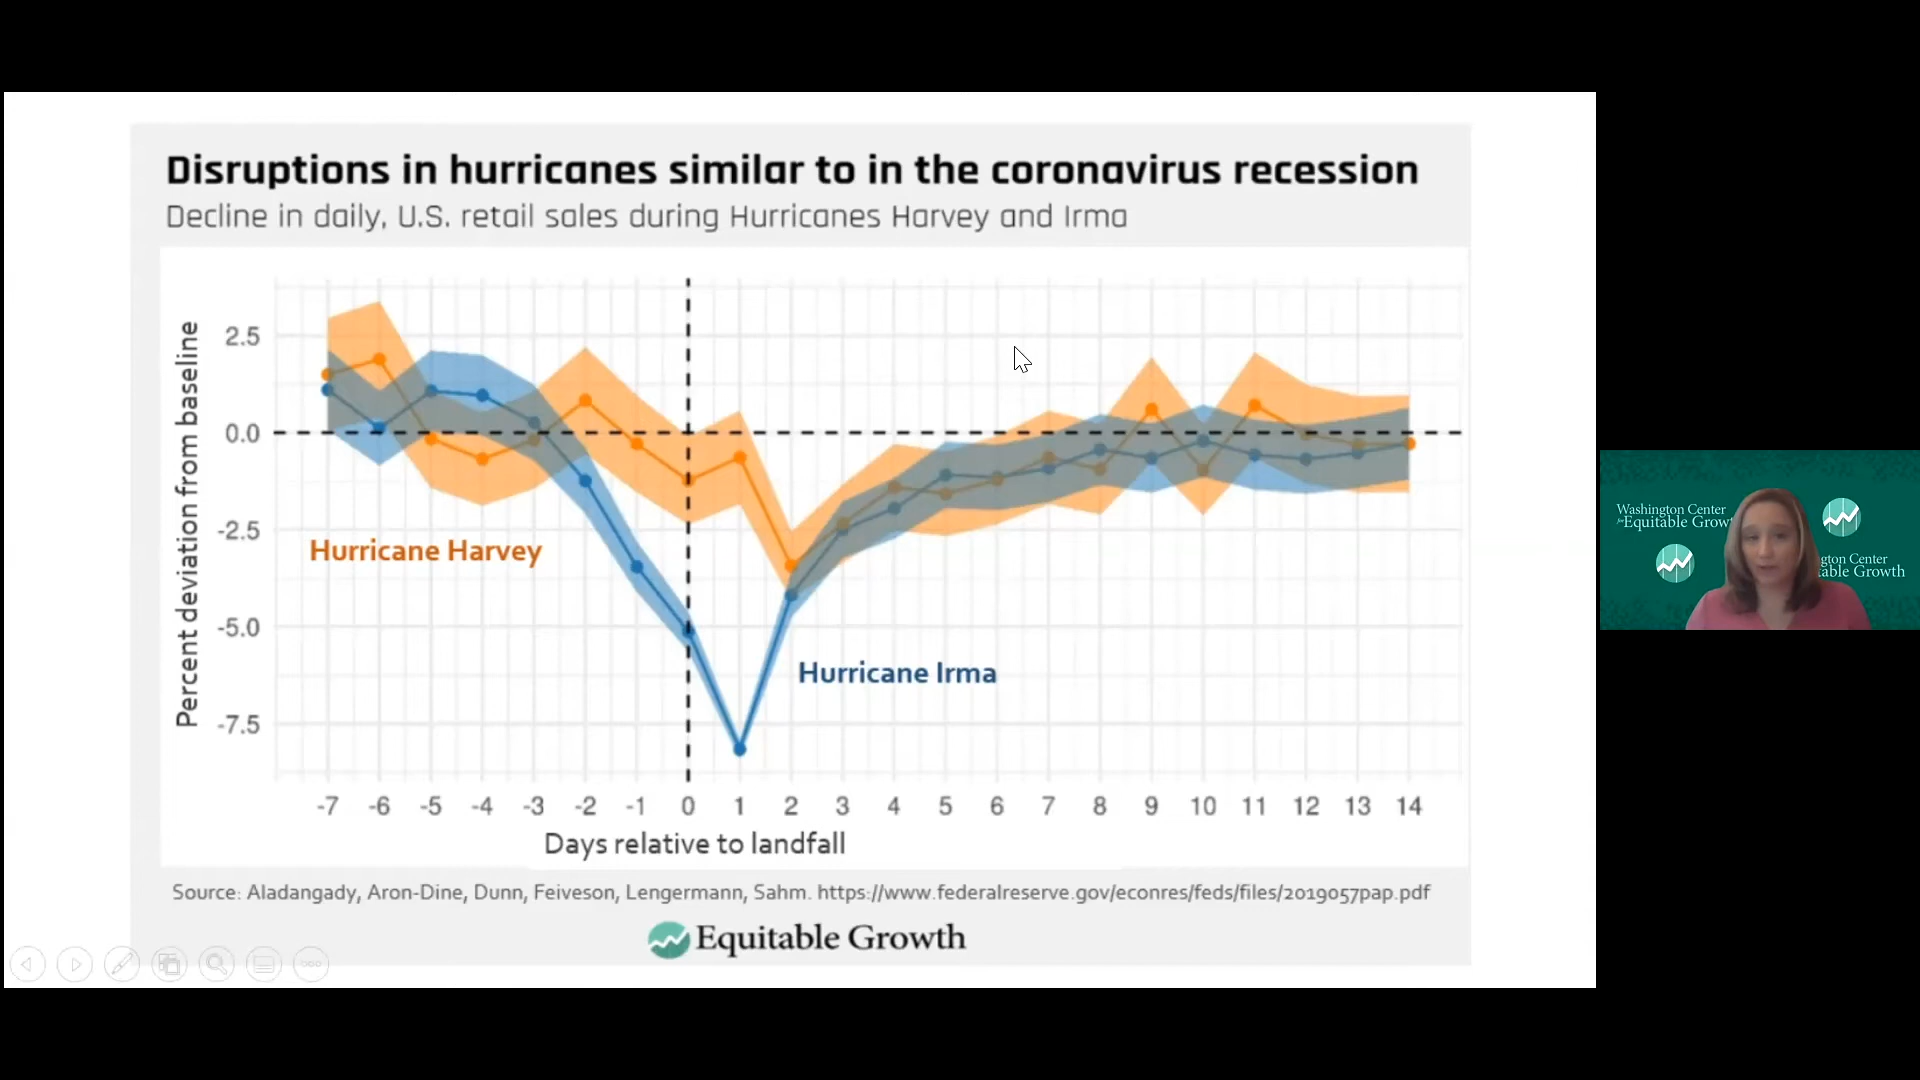 Disruptions in hurricanes similar to in the coronavirus recession
Decline in daily, U.S. retail sales during Hurricanes Harvey and Irma
Percent deviation from baseline
2.5
0.0
-2.5
-5.0
-7.5
Hurricane Harvey
Hurricane Irma
-7 -6 -5 -4 -3 -2 -1 0 1 2 3 4 5 6 7 8 9 10 11 12 13 14
Days relative to landfall
Source: Aladangady, Aron-Dine, Dunn, Feiveson, Lengermann, Sahm. https://www.federalreserve.gov/econres/feds/files/2019057pap.pdf
Equitable Growth
Washington Center
for Equitable Growt
gton Center
table Growth